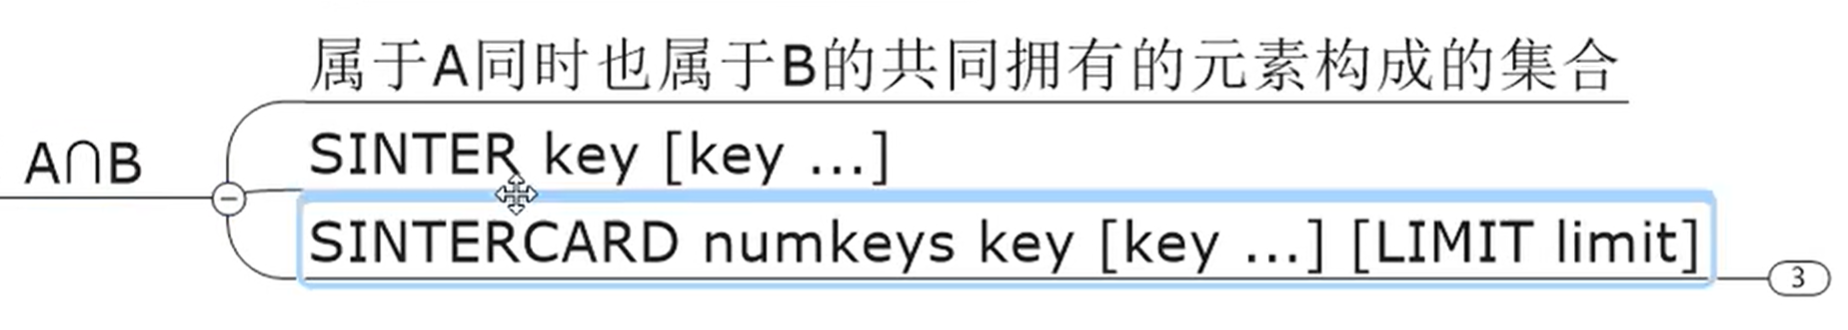 属于A同时也属于B的共同拥有的元素构成的集合
A∩B
SINTER key [key ...]
SINTERCARD numkeys key [key ...] [LIMIT limit]
3